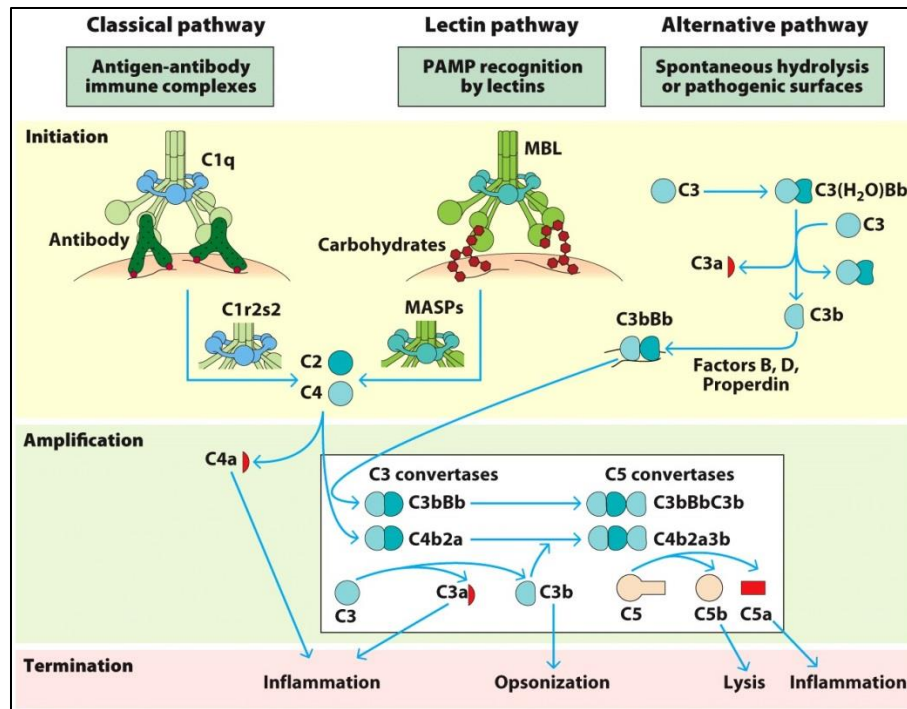 Classical pathway
Lectin pathway
Alternative pathway
Antigen-antibody
immune complexes
PAMP recognition
by lectins
Spontaneous hydrolysis
or pathogenic surfaces
Initiation
C1q
MBL
C3
C3(H₂O)Bb
Antibody
Carbohydrates
C3
C3a
C1r2s2
MASPs
C3bBb
C3b
C2
C4
Factors B, D,
Properdin
Amplification
C4a
C3 convertases
C5 convertases
C3bBb
C3bBbC3b
C4b2a
C4b2a3b
C3
C3a
C3b
C5
C5b
C5a
Termination
Inflammation
Opsonization
Lysis
Inflammation